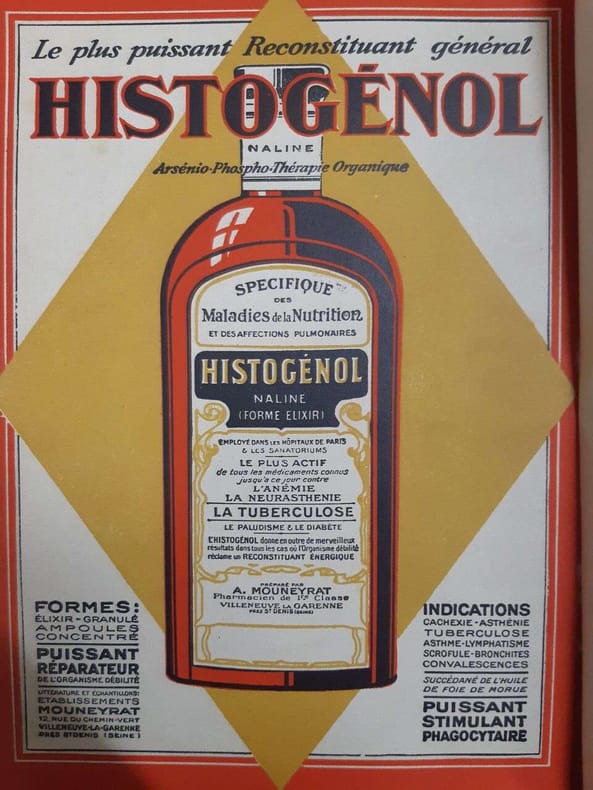 Le plus puissant Reconstituant général
HISTOGÉNOL
NALINE
Arsénio-Phospho-Thérapie Organique
SPECIFIQUE
DES
Maladies de la Nutrition
ET DES AFFECTIONS PULMONAIRES
HISTOGÉNOL
NALINE
(FORME ELIXIR)
EMPLOYÉ DANS LES HÔPITAUX DE PARIS
& LES SANATORIUMS
LE PLUS ACTIF
de tous les médicaments connus
jusqu'à ce jour contre
L'ANÉMIE
LA NEURASTHENIE
LA TUBERCULOSE
LE PALUDISME & LE DIABÈTE
L'HISTOGÉNOL donne en outre de merveilleux
résultats dans tous les cas où l'Organisme débilité
réclame un RECONSTITUANT ÉNERGIQUE
PRÉPARÉ PAR
A. MOUNEYRAT
Pharmacien de 1re Classe
VILLENEUVE LA GARENNE
PRÈS ST DENIS (SEINE)
FORMES:
ÉLIXIR - GRANULÉ
AMPOULES
CONCENTRÉ
PUISSANT
RÉPARATEUR
DE L'ORGANISME DÉBILITÉ
LITTÉRATURE ET ÉCHANTILLONS:
ETABLISSEMENTS
MOUNEYRAT
12, RUE DU CHEMIN-VERT
VILLENEUVE-LA-GARENNE
PRÈS ST DENIS (SEINE)
INDICATIONS
CACHEXIE - ASTHÉNIE
TUBERCULOSE
ASTHME-LYMPHATISME
SCROFULE-BRONCHITES
CONVALESCENCES
SUCCÉDANÉ DE L'HUILE
DE FOIE DE MORUE
PUISSANT
STIMULANT
PHAGOCYTAIRE